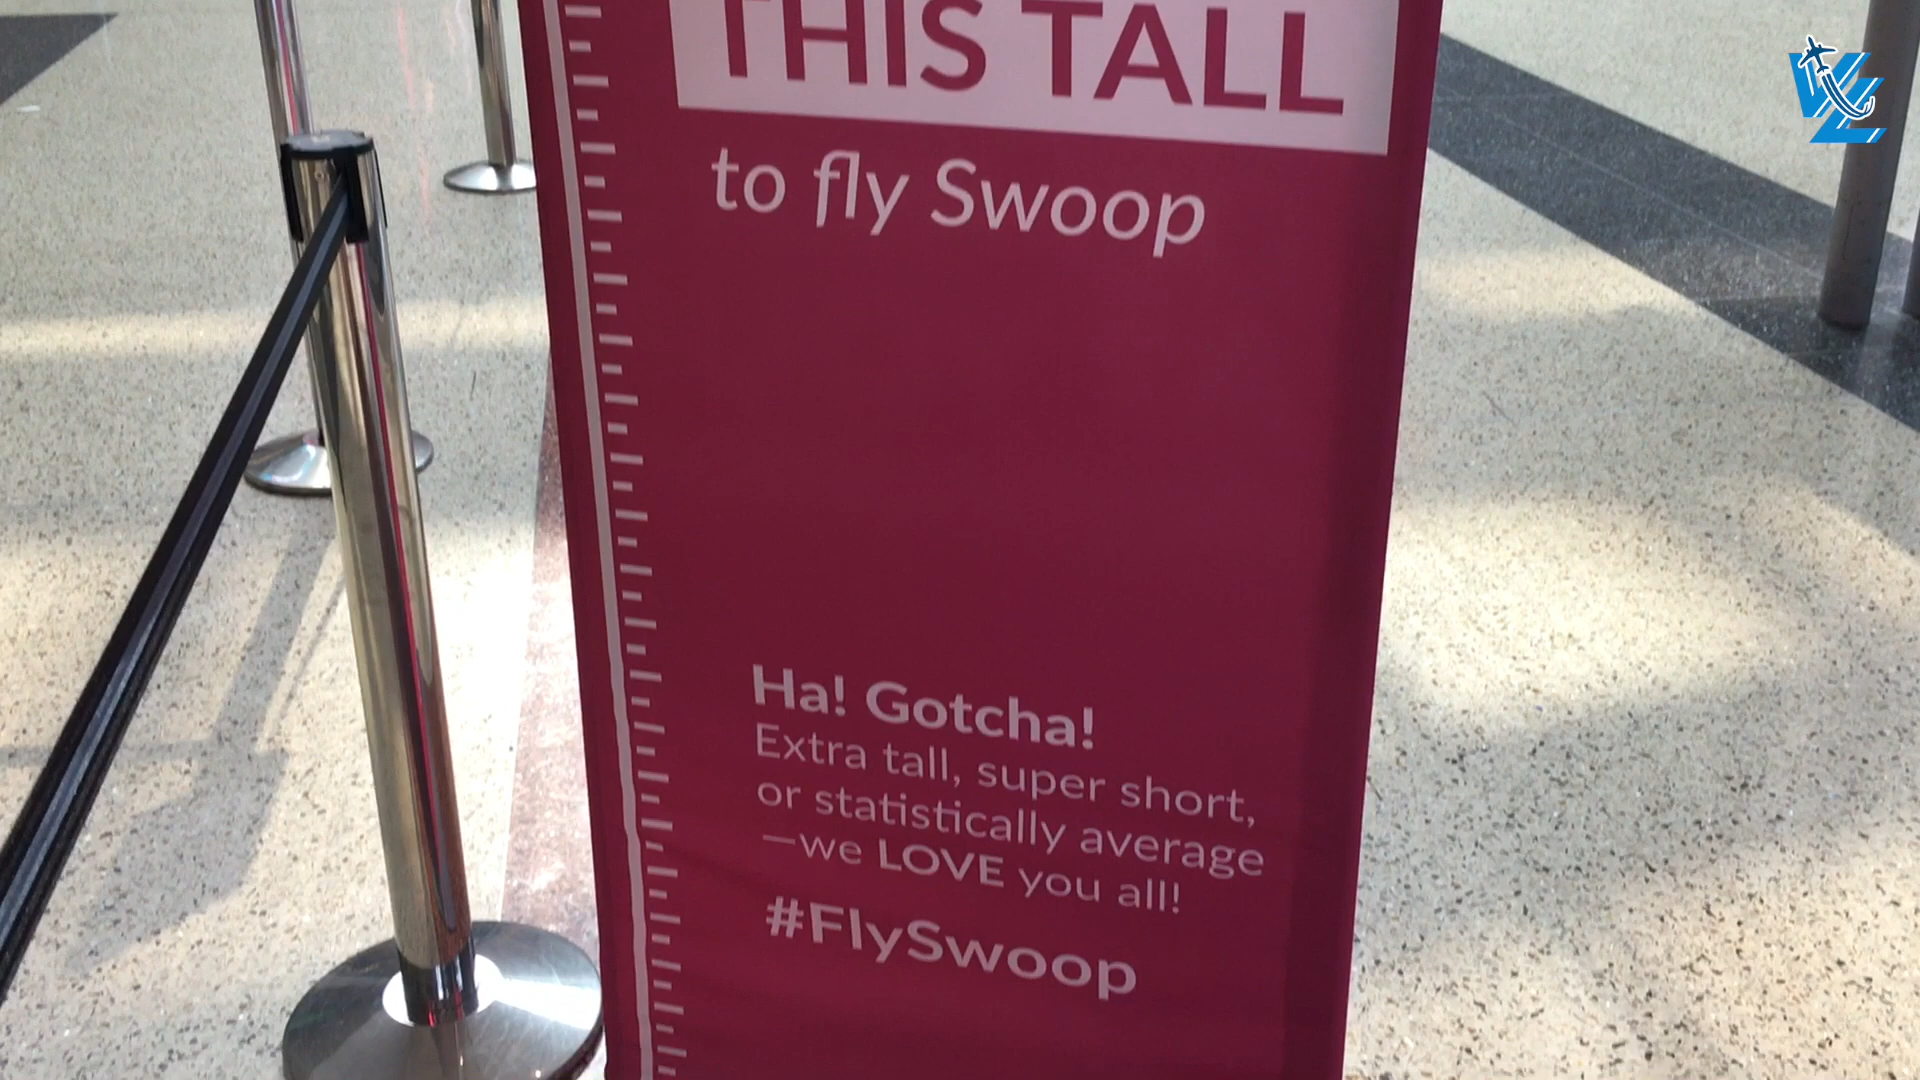 THIS TALL
to fly Swoop
Ha! Gotcha!
Extra tall, super short,
or statistically average
—we LOVE you all!
#FlySwoop